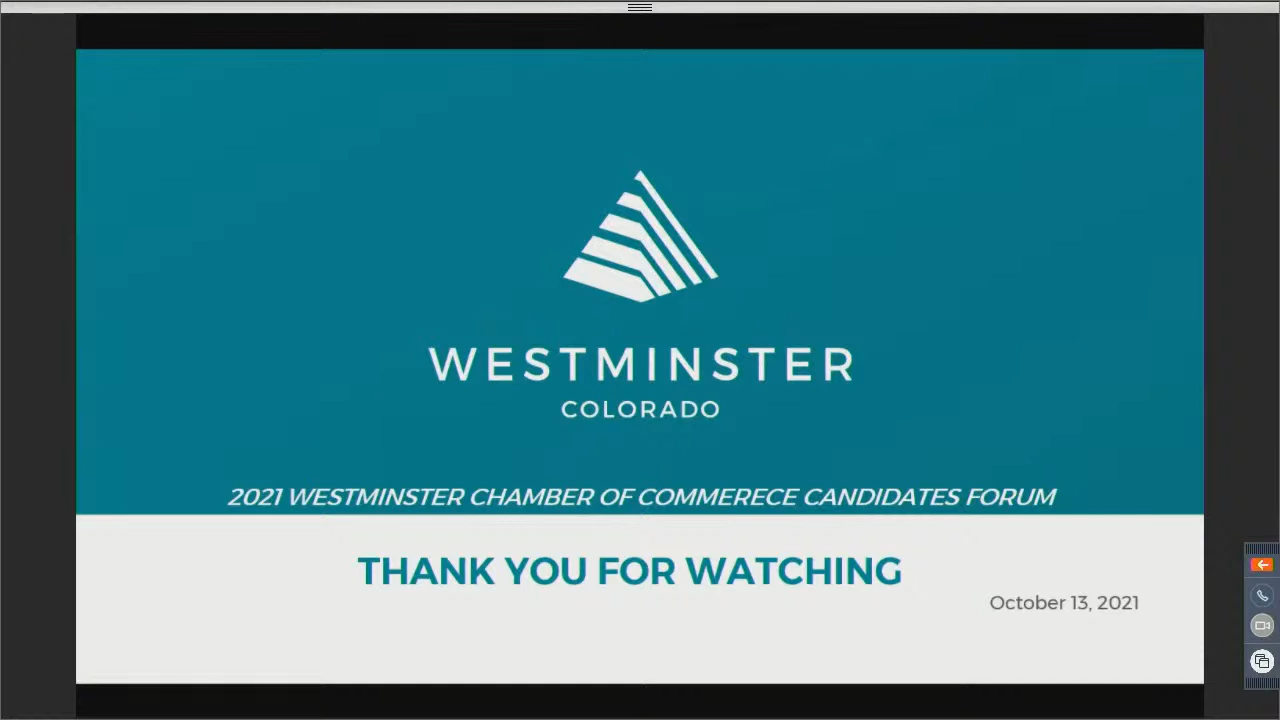 WESTMINSTER
COLORADO
2021 WESTMINSTER CHAMBER OF COMMERECE CANDIDATES FORUM
THANK YOU FOR WATCHING
October 13, 2021